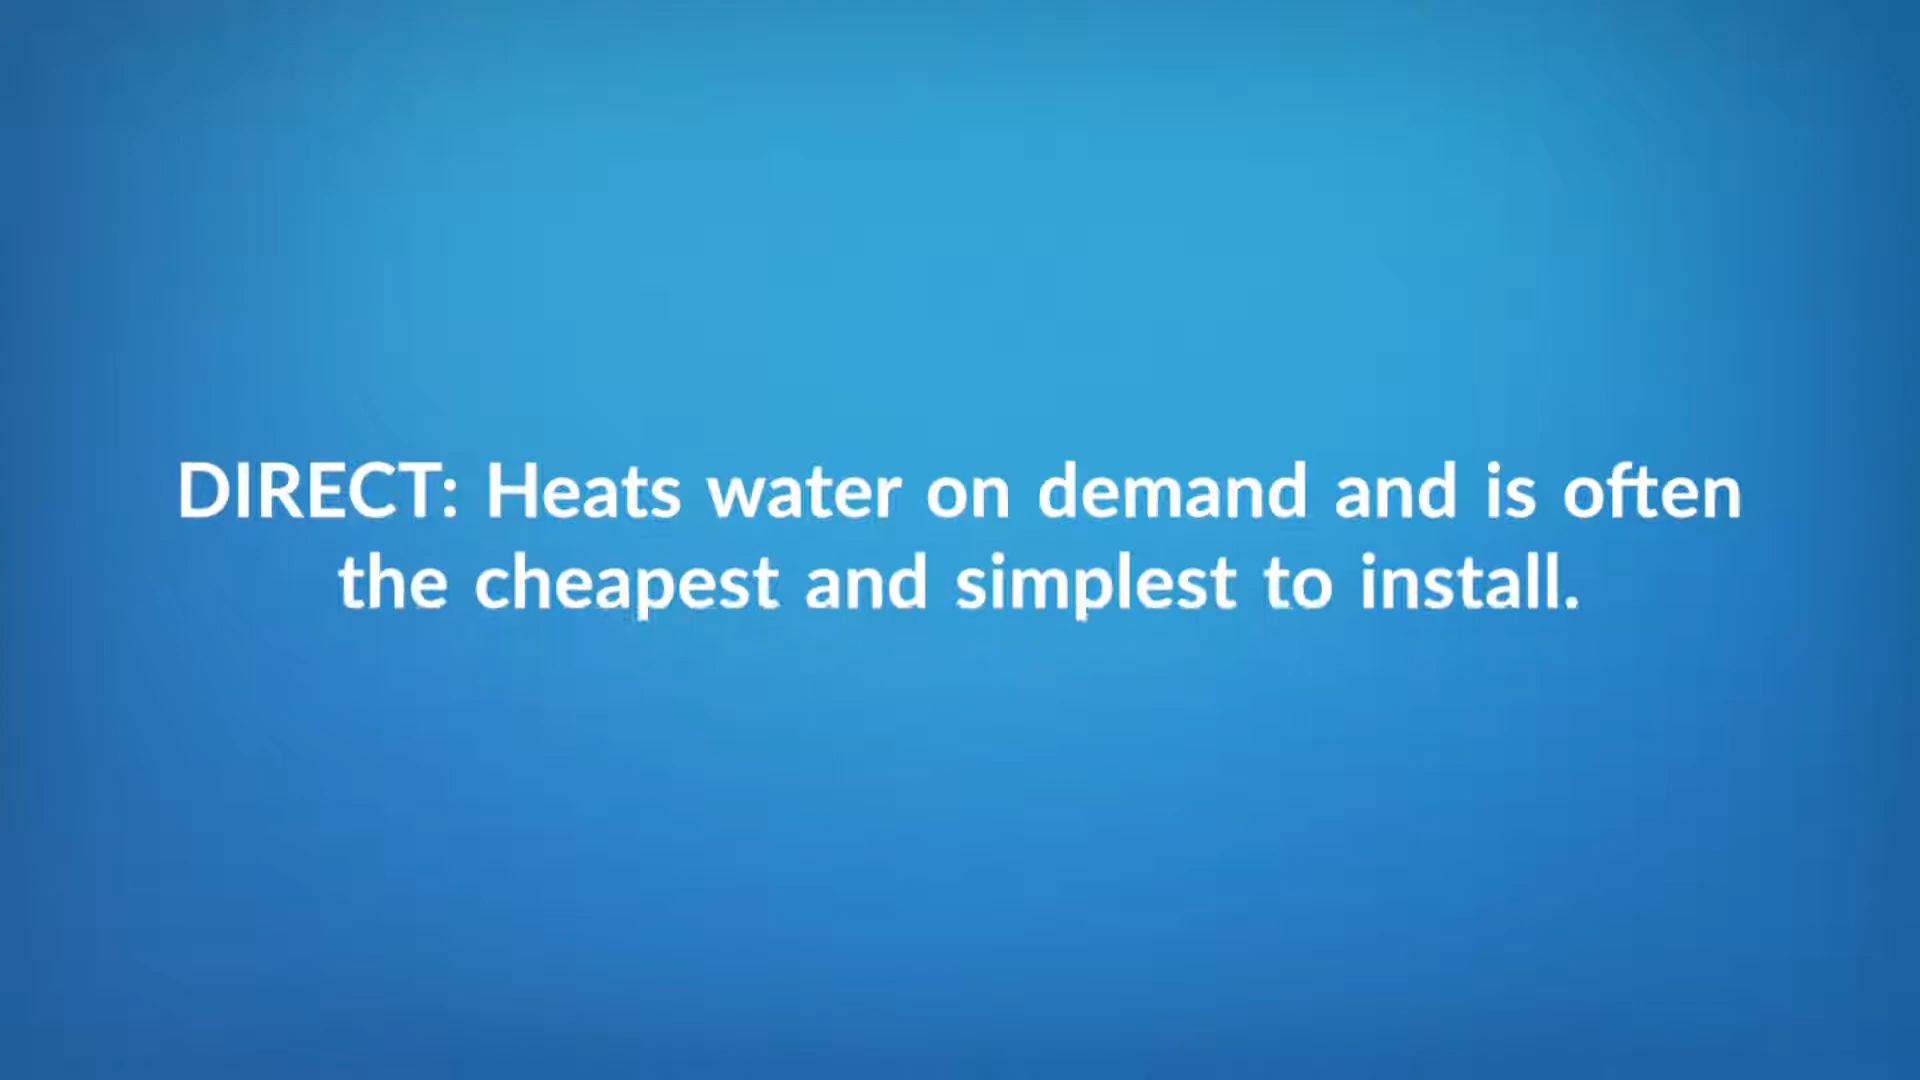 DIRECT: Heats water on demand and is often
the cheapest and simplest to install.